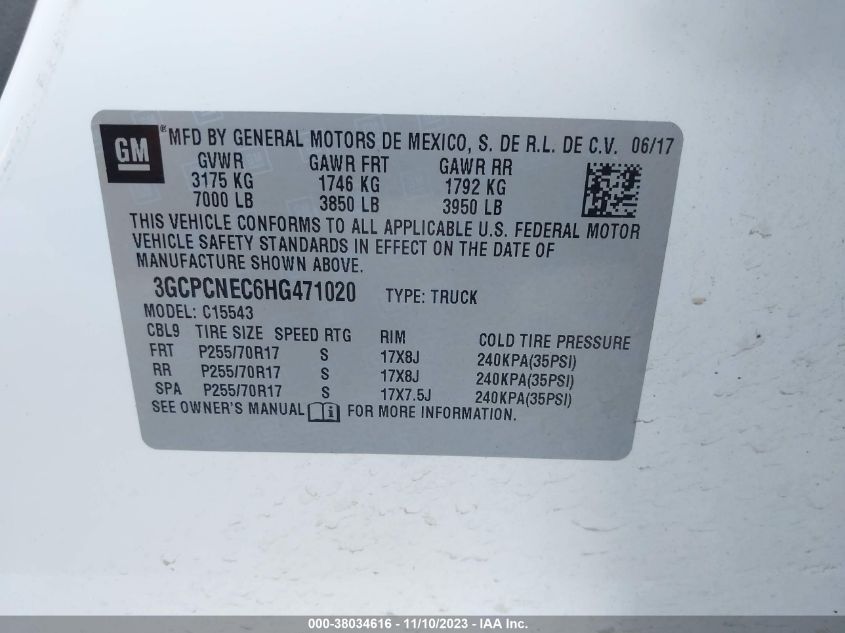 GM ® MFD BY GENERAL MOTORS DE MEXICO, S. DE R.L. DE C.V. 06/17
GVWR GAWR FRT GAWR RR
3175 KG 1746 KG 1792 KG
7000 LB 3850 LB 3950 LB
THIS VEHICLE CONFORMS TO ALL APPLICABLE U.S. FEDERAL MOTOR
VEHICLE SAFETY STANDARDS IN EFFECT ON THE DATE OF
MANUFACTURE SHOWN ABOVE.
3GCPCNEC6HG471020 TYPE: TRUCK
MODEL: C15543
CBL9 TIRE SIZE SPEED RTG RIM COLD TIRE PRESSURE
FRT P255/70R17 S 17X8J 240KPA(35PSI)
RR P255/70R17 S 17X8J 240KPA(35PSI)
SPA P255/70R17 S 17X7.5J 240KPA(35PSI)
SEE OWNER'S MANUAL i FOR MORE INFORMATION.
000-38034616 - 11/10/2023 - IAA Inc.